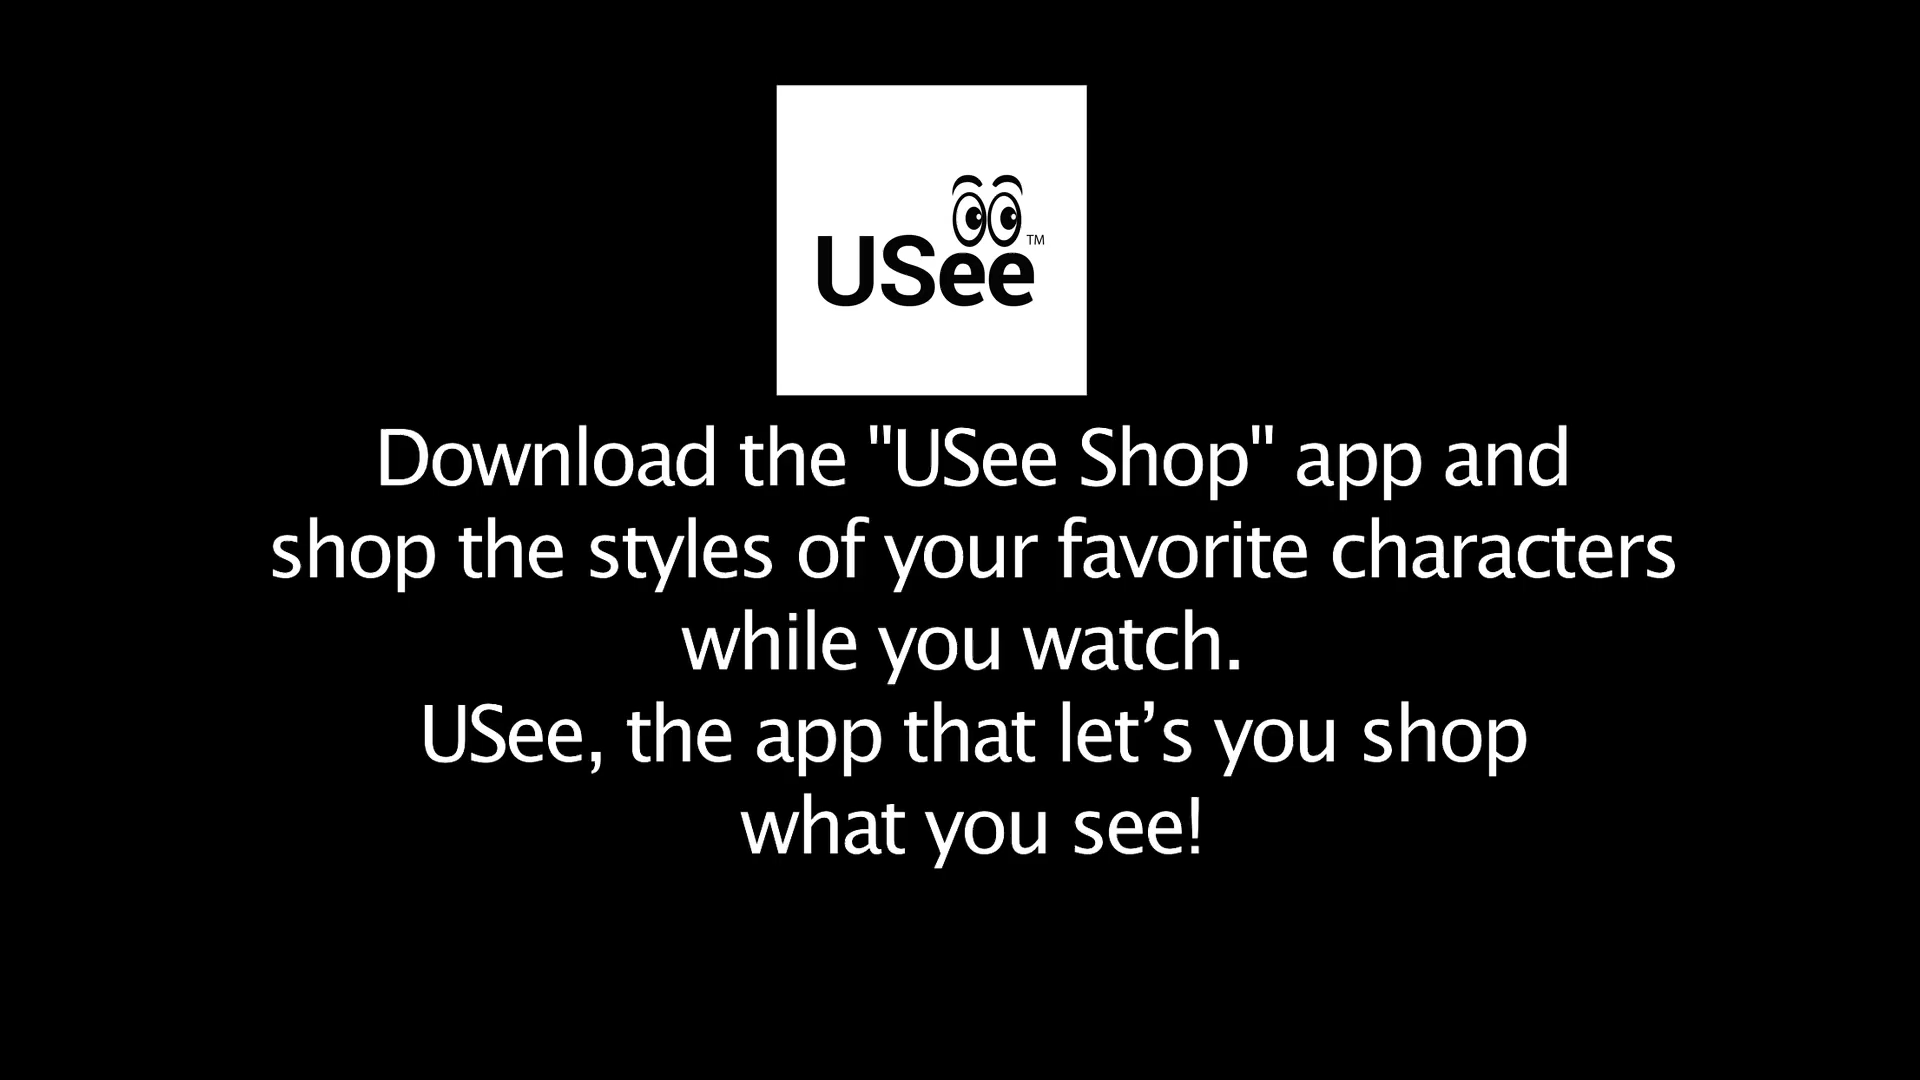 USee™
Download the "USee Shop" app and
shop the styles of your favorite characters
while you watch.
USee, the app that let’s you shop
what you see!